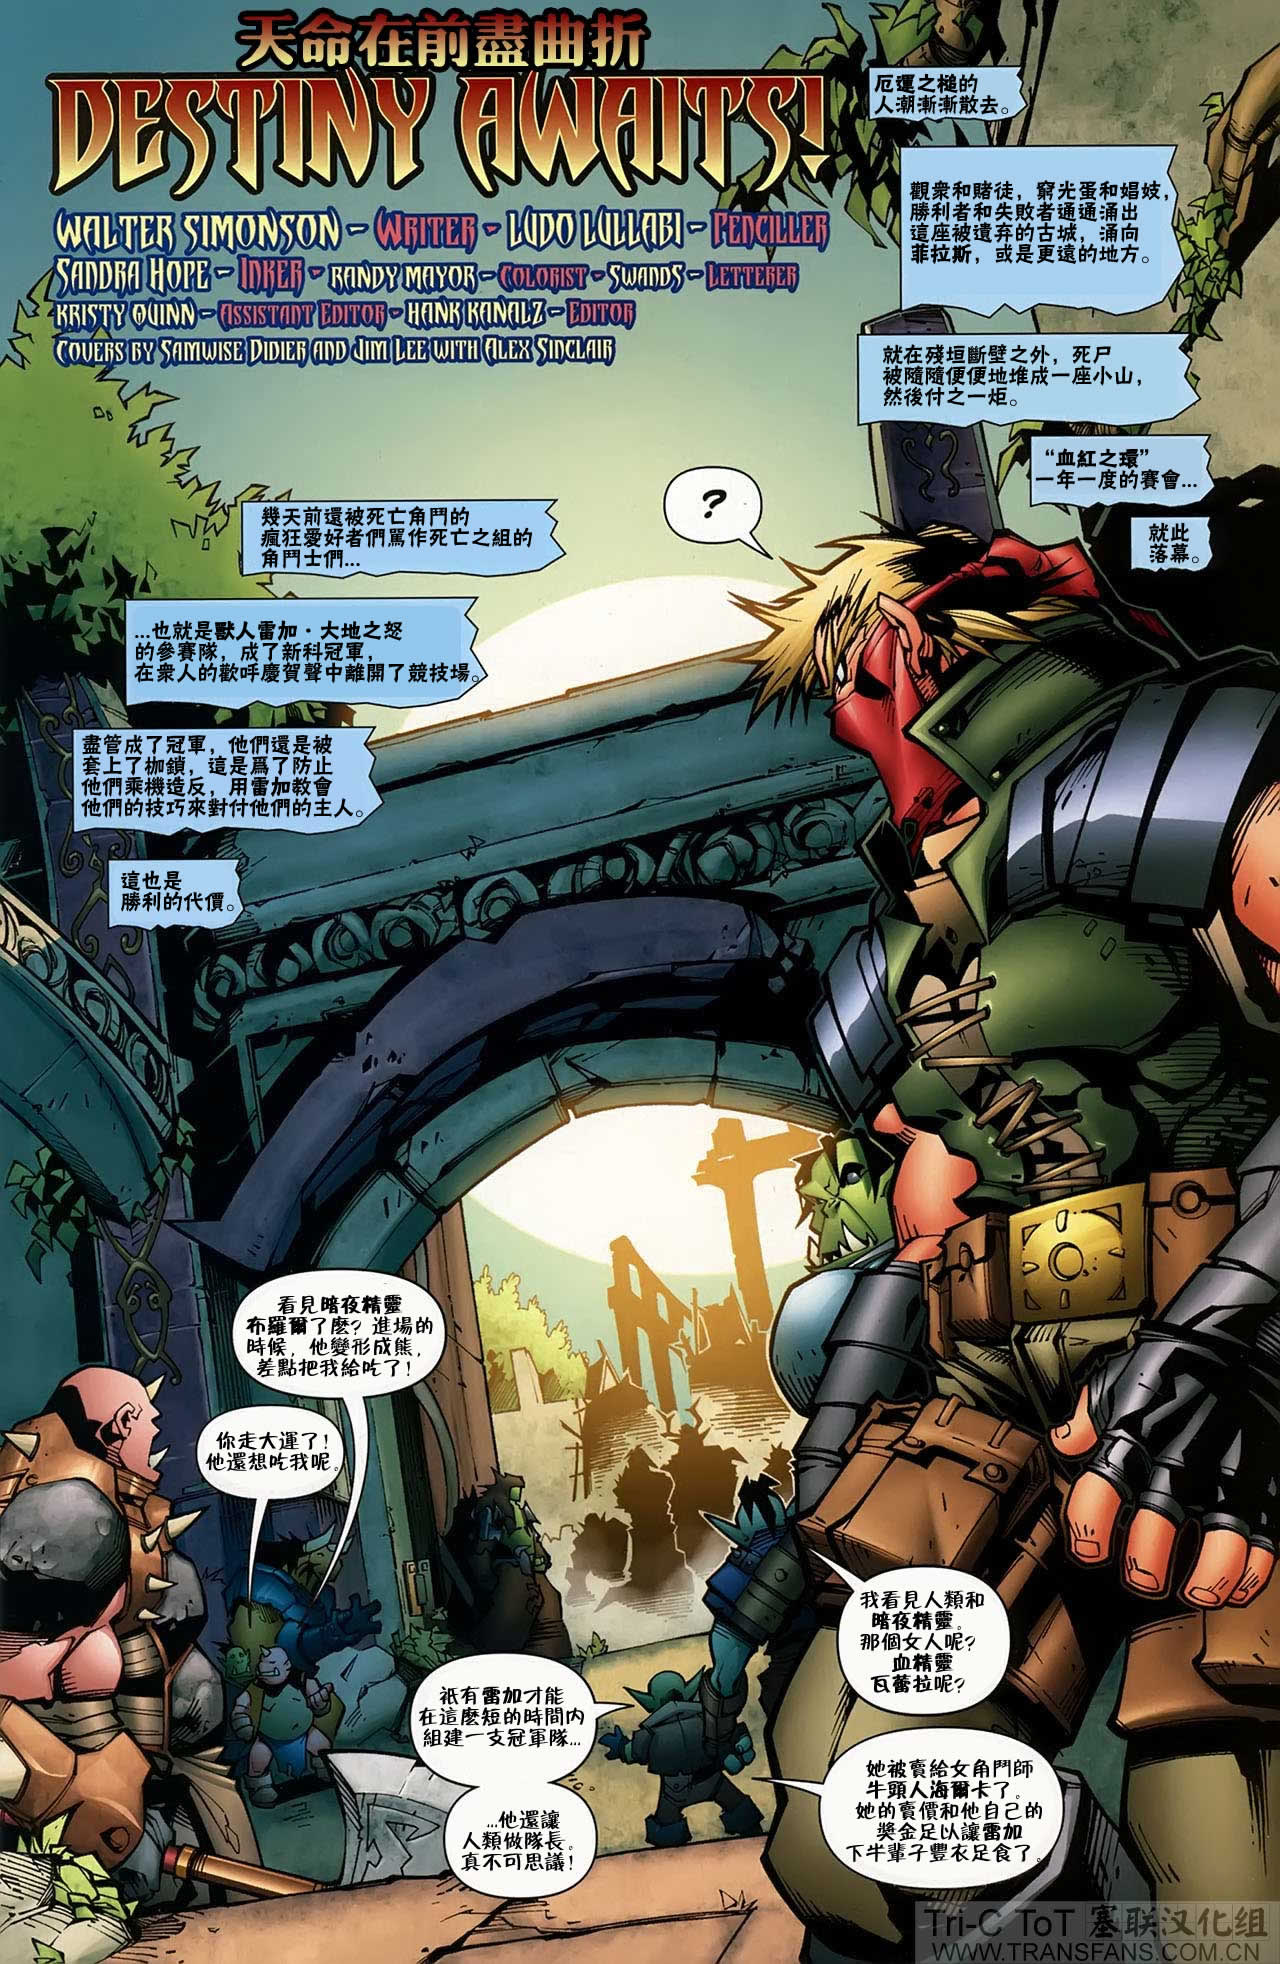 天命在前盡曲折
DESTINY AWAITS!
WALTER SIMONSON - WRITER - LUDO LULLABI - PENCILLER
SANDRA HOPE - INKER - RANDY MAYOR - COLORIST - SWANDS - LETTERER
KRISTY QUINN - ASSISTANT EDITOR - HANK KANALZ - EDITOR
COVERS BY SAMWISE DIDIER AND JIM LEE WITH ALEX SINCLAIR
厄運之槌的
人潮漸漸散去。
觀衆和賭徒，窮光蛋和娼妓，
勝利者和失敗者通通涌出
這座被遺弃的古城，涌向
菲拉斯，或是更遠的地方。
就在殘垣斷壁之外，死尸
被隨隨便便地堆成一座小山，
然後付之一炬。
“血紅之環”
一年一度的賽會...
就此
落幕。
?
幾天前還被死亡角鬥的
瘋狂愛好者們罵作死亡之組的
角鬥士們...
...也就是獸人雷加·大地之怒
的參賽隊，成了新科冠軍，
在衆人的歡呼慶賀聲中離開了競技場。
盡管成了冠軍，他們還是被
套上了枷鎖，這是爲了防止
他們乘機造反，用雷加教會
他們的技巧來對付他們的主人。
這也是
勝利的代價。
看見暗夜精靈
布羅爾了麽？進場的
時候，他變形成熊，
差點把我給吃了！
你走大運了！
他還想吃我呢。
我看見人類和
暗夜精靈。
那個女人呢？
血精靈
瓦蕾拉呢？
祇有雷加才能
在這麽短的時間内
組建一支冠軍隊...
...他還讓
人類做隊長。
真不可思議！
她被賣給女角鬥師
牛頭人海爾卡了。
她的賣價和他自己的
獎金足以讓雷加
下半輩子豐衣足食了。
Tri-C ToT 塞联汉化组
WWW.TRANSFANS.COM.CN